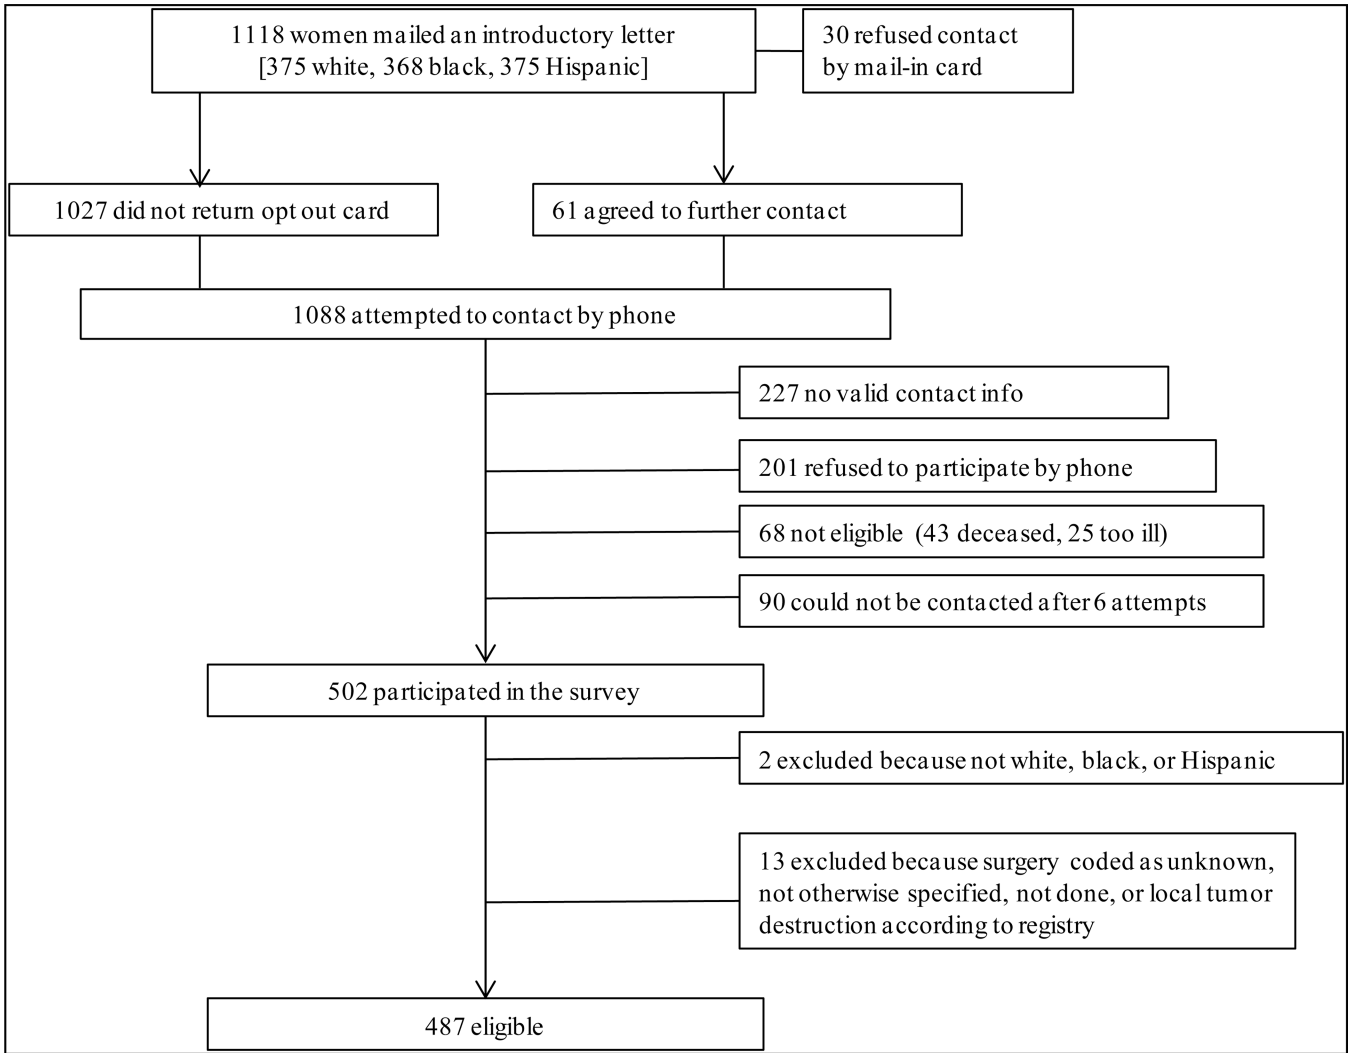 1118 women mailed an introductory letter
[375 white, 368 black, 375 Hispanic]
30 refused contact
by mail-in card
1027 did not return opt out card
61 agreed to further contact
1088 attempted to contact by phone
227 no valid contact info
201 refused to participate by phone
68 not eligible (43 deceased, 25 too ill)
90 could not be contacted after 6 attempts
502 participated in the survey
2 excluded because not white, black, or Hispanic
13 excluded because surgery coded as unknown,
not otherwise specified, not done, or local tumor
destruction according to registry
487 eligible